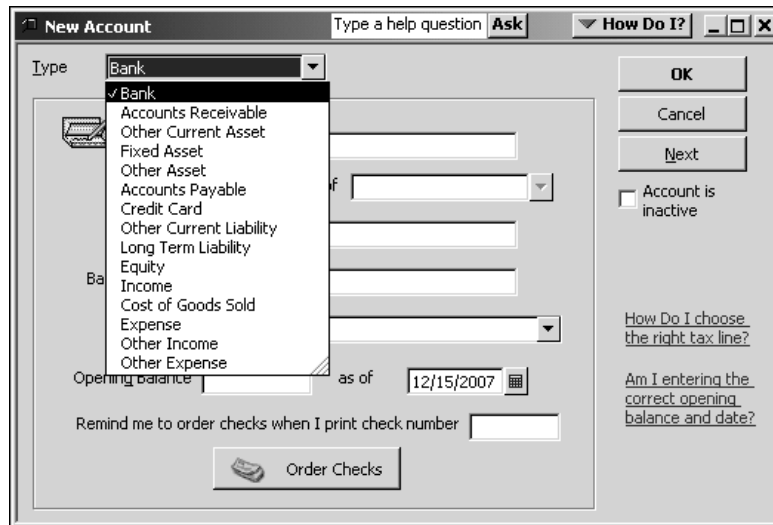 New Account Type a help question Ask How Do I?
Type Bank
Bank
Accounts Receivable
Other Current Asset
Fixed Asset
Other Asset
Accounts Payable
Credit Card
Other Current Liability
Long Term Liability
Equity
Income
Cost of Goods Sold
Expense
Other Income
Other Expense
of
Ba
Opening Balance as of 12/15/2007
Remind me to order checks when I print check number
Order Checks
OK
Cancel
Next
Account is
inactive
How Do I choose
the right tax line?
Am I entering the
correct opening
balance and date?